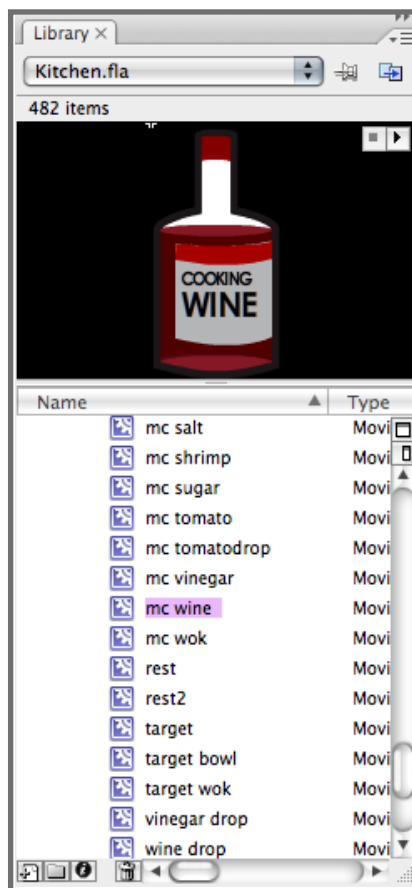 Library ×
Kitchen.fla
482 items
COOKING
WINE
Name Type
mc salt Movi
mc shrimp Movi
mc sugar Movi
mc tomato Movi
mc tomatodrop Movi
mc vinegar Movi
mc wine Movi
mc wok Movi
rest Movi
rest2 Movi
target Movi
target bowl Movi
target wok Movi
vinegar drop Movi
wine drop Movi